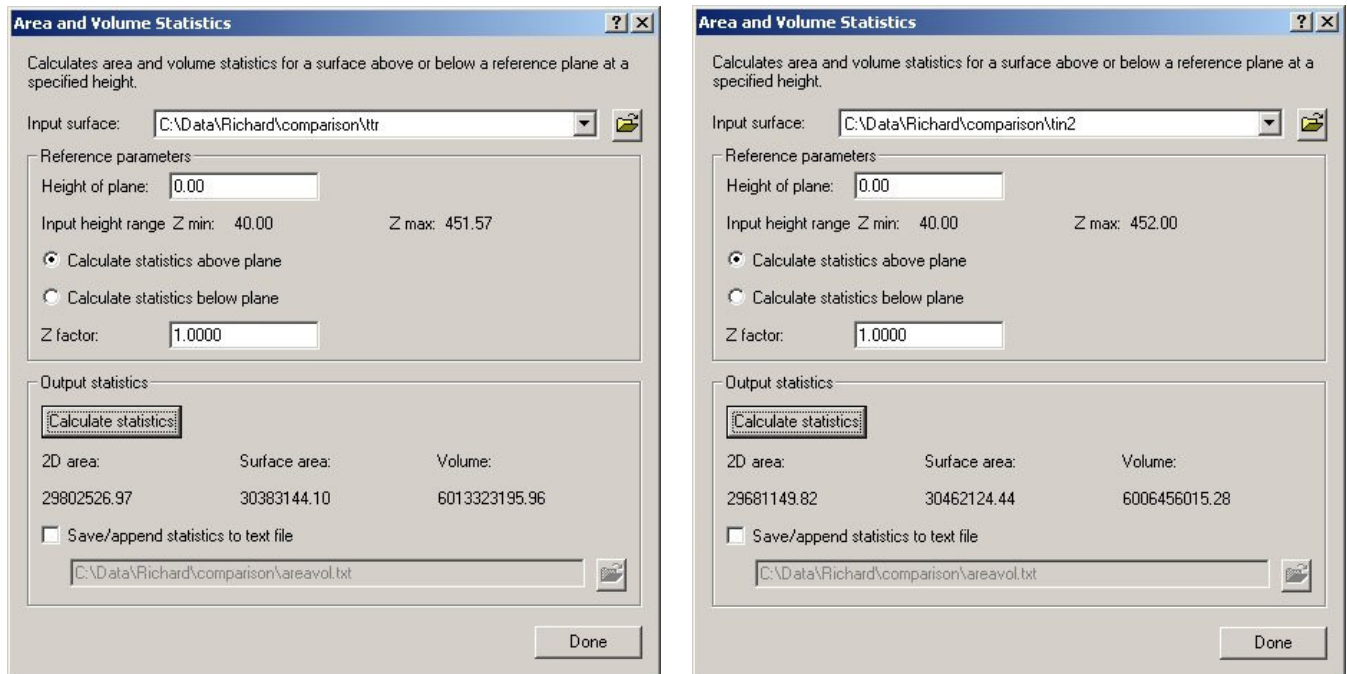 Area and Volume Statistics
Calculates area and volume statistics for a surface above or below a reference plane at a
specified height.
Input surface: C:\Data\Richard\comparison\ttr
Reference parameters
Height of plane: 0.00
Input height range Z min: 40.00 Z max: 451.57
Calculate statistics above plane
Calculate statistics below plane
Z factor: 1.0000
Output statistics
Calculate statistics
2D area: Surface area: Volume:
29802526.97 30383144.10 6013323195.96
Save/append statistics to text file
C:\Data\Richard\comparison\areavol.txt
Done
Area and Volume Statistics
Calculates area and volume statistics for a surface above or below a reference plane at a
specified height.
Input surface: C:\Data\Richard\comparison\tin2
Reference parameters
Height of plane: 0.00
Input height range Z min: 40.00 Z max: 452.00
Calculate statistics above plane
Calculate statistics below plane
Z factor: 1.0000
Output statistics
Calculate statistics
2D area: Surface area: Volume:
29681149.82 30462124.44 6006456015.28
Save/append statistics to text file
C:\Data\Richard\comparison\areavol.txt
Done